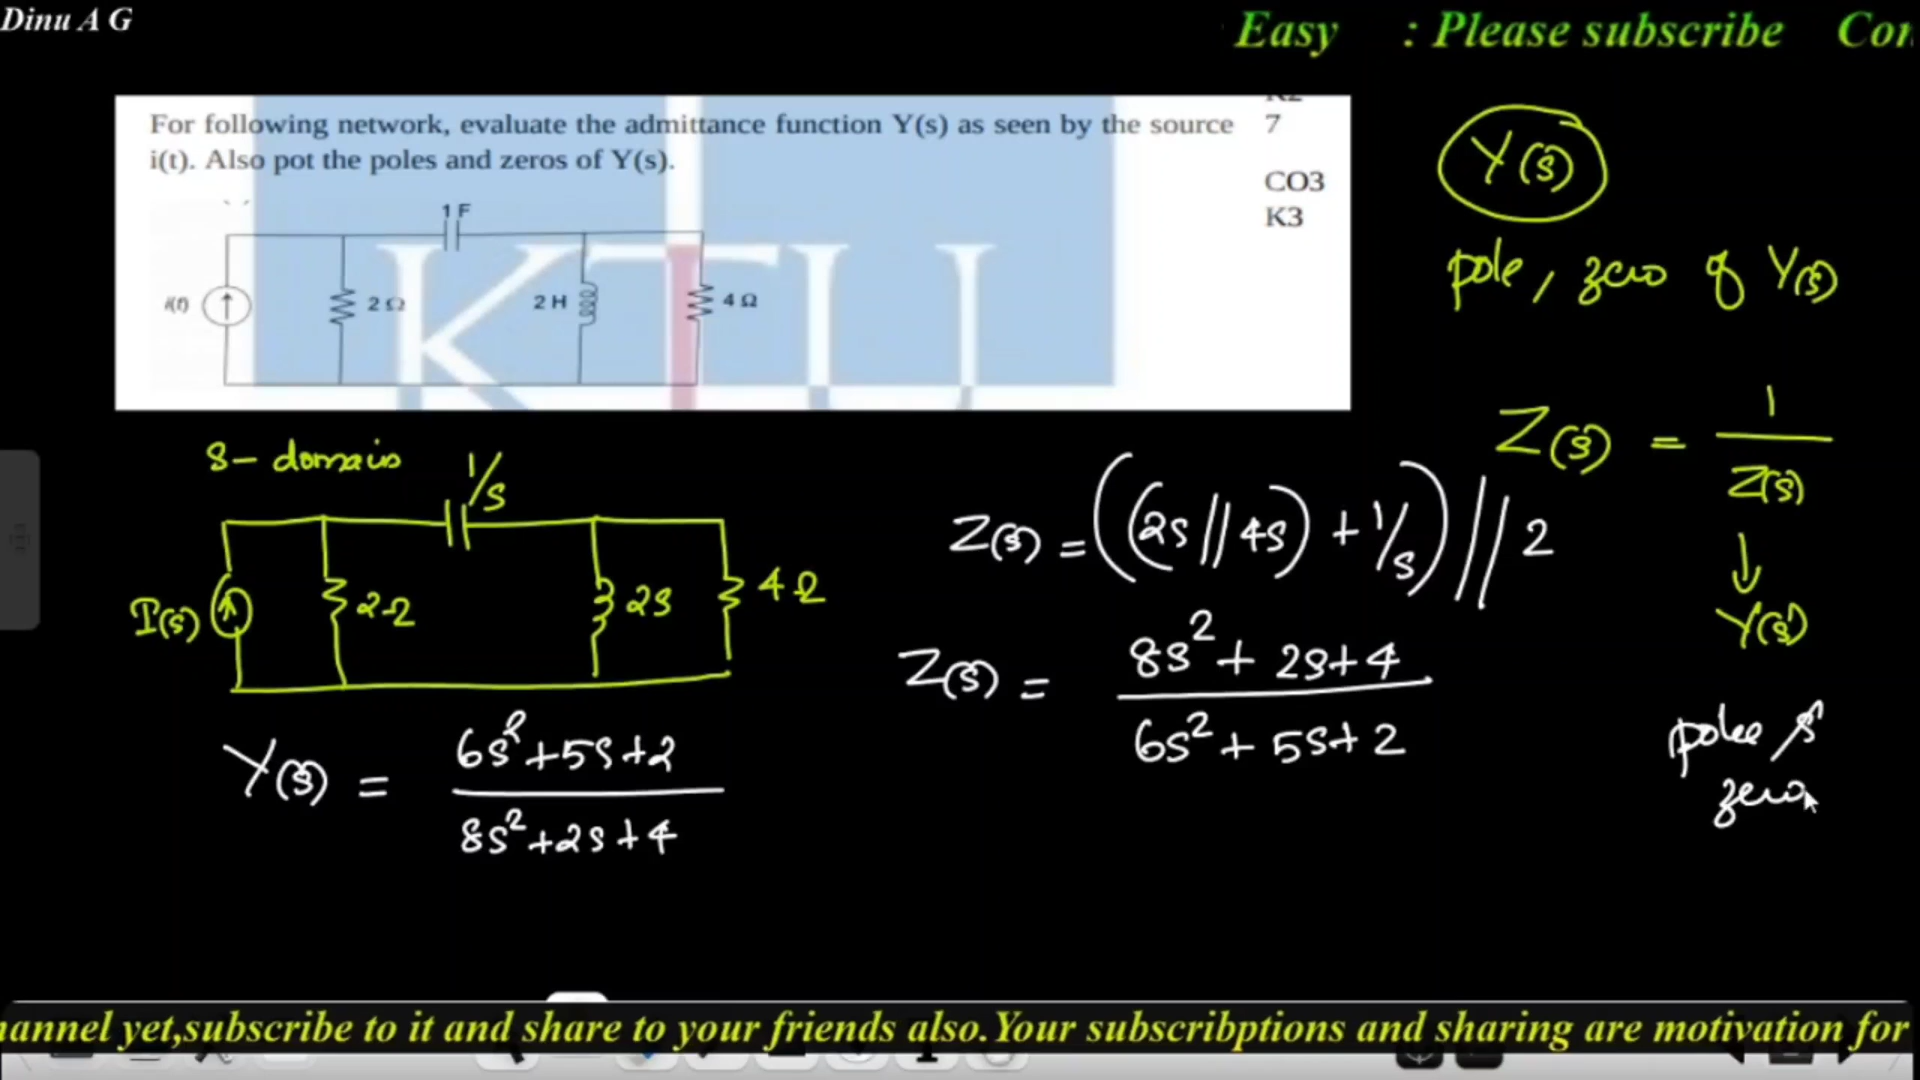 Dinu A G
Easy : Please subscribe
For following network, evaluate the admittance function Y(s) as seen by the source 7
i(t). Also pot the poles and zeros of Y(s).
CO3
K3
1 F
i(t)
2 Ω
2 H
4 Ω
KTU
Y(s)
pole, zero of Y(s)
Z(s) = 1/Z(s)
↓
Y(s)
poles
zero
S-domain
1/S
I(s)
2Ω
2S
4Ω
Z(s) = ((2S // 4S) + 1/S) // 2
Z(s) = 8S² + 2S + 4
6S² + 5S + 2
Y(s) = 6S² + 5S + 2
8S² + 2S + 4
channel yet,subscribe to it and share to your friends also.Your subscribptions and sharing are motivation for